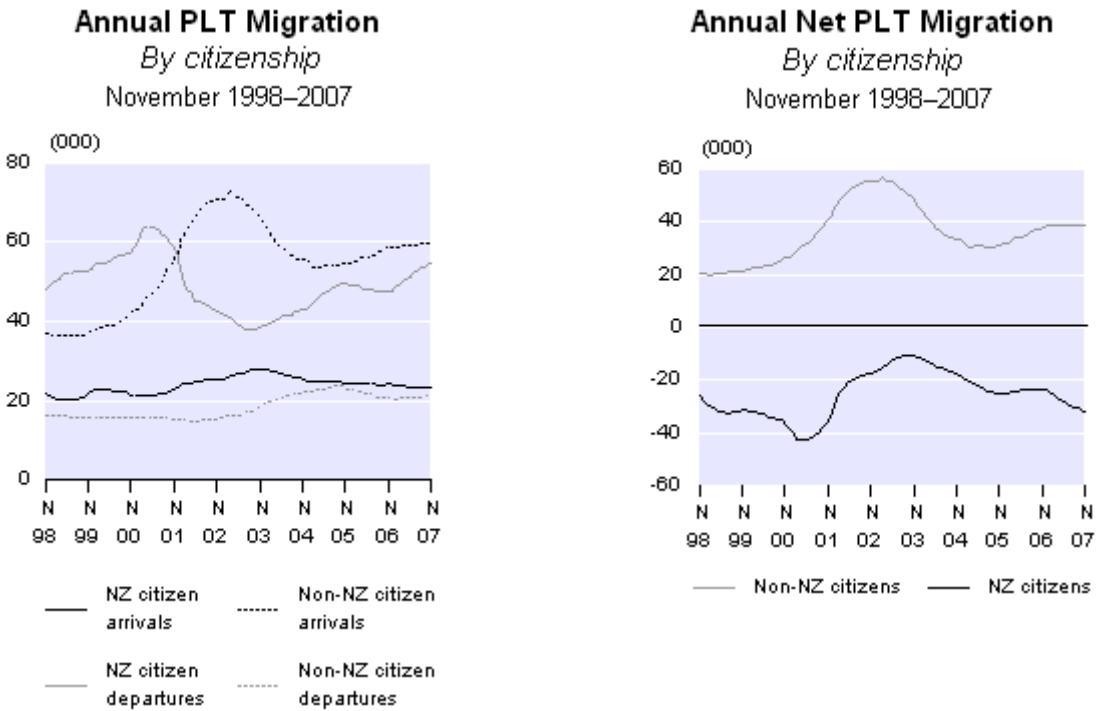 Annual PLT Migration
By citizenship
November 1998–2007
(000)
80
60
40
20
0
N N N N N N N N N N
98 99 00 01 02 03 04 05 06 07
NZ citizen
arrivals
Non-NZ citizen
arrivals
NZ citizen
departures
Non-NZ citizen
departures
Annual Net PLT Migration
By citizenship
November 1998–2007
(000)
60
40
20
0
-20
-40
-60
N N N N N N N N N N
98 99 00 01 02 03 04 05 06 07
Non-NZ citizens NZ citizens